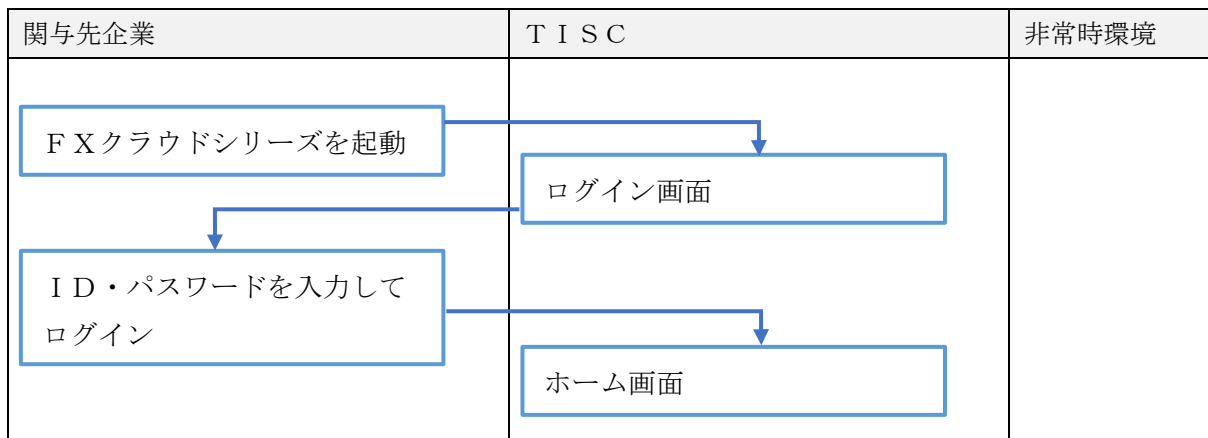 関与先企業
ＴＩＳＣ
非常時環境
ＦＸクラウドシリーズを起動
ログイン画面
ＩＤ・パスワードを入力して
ログイン
ホーム画面